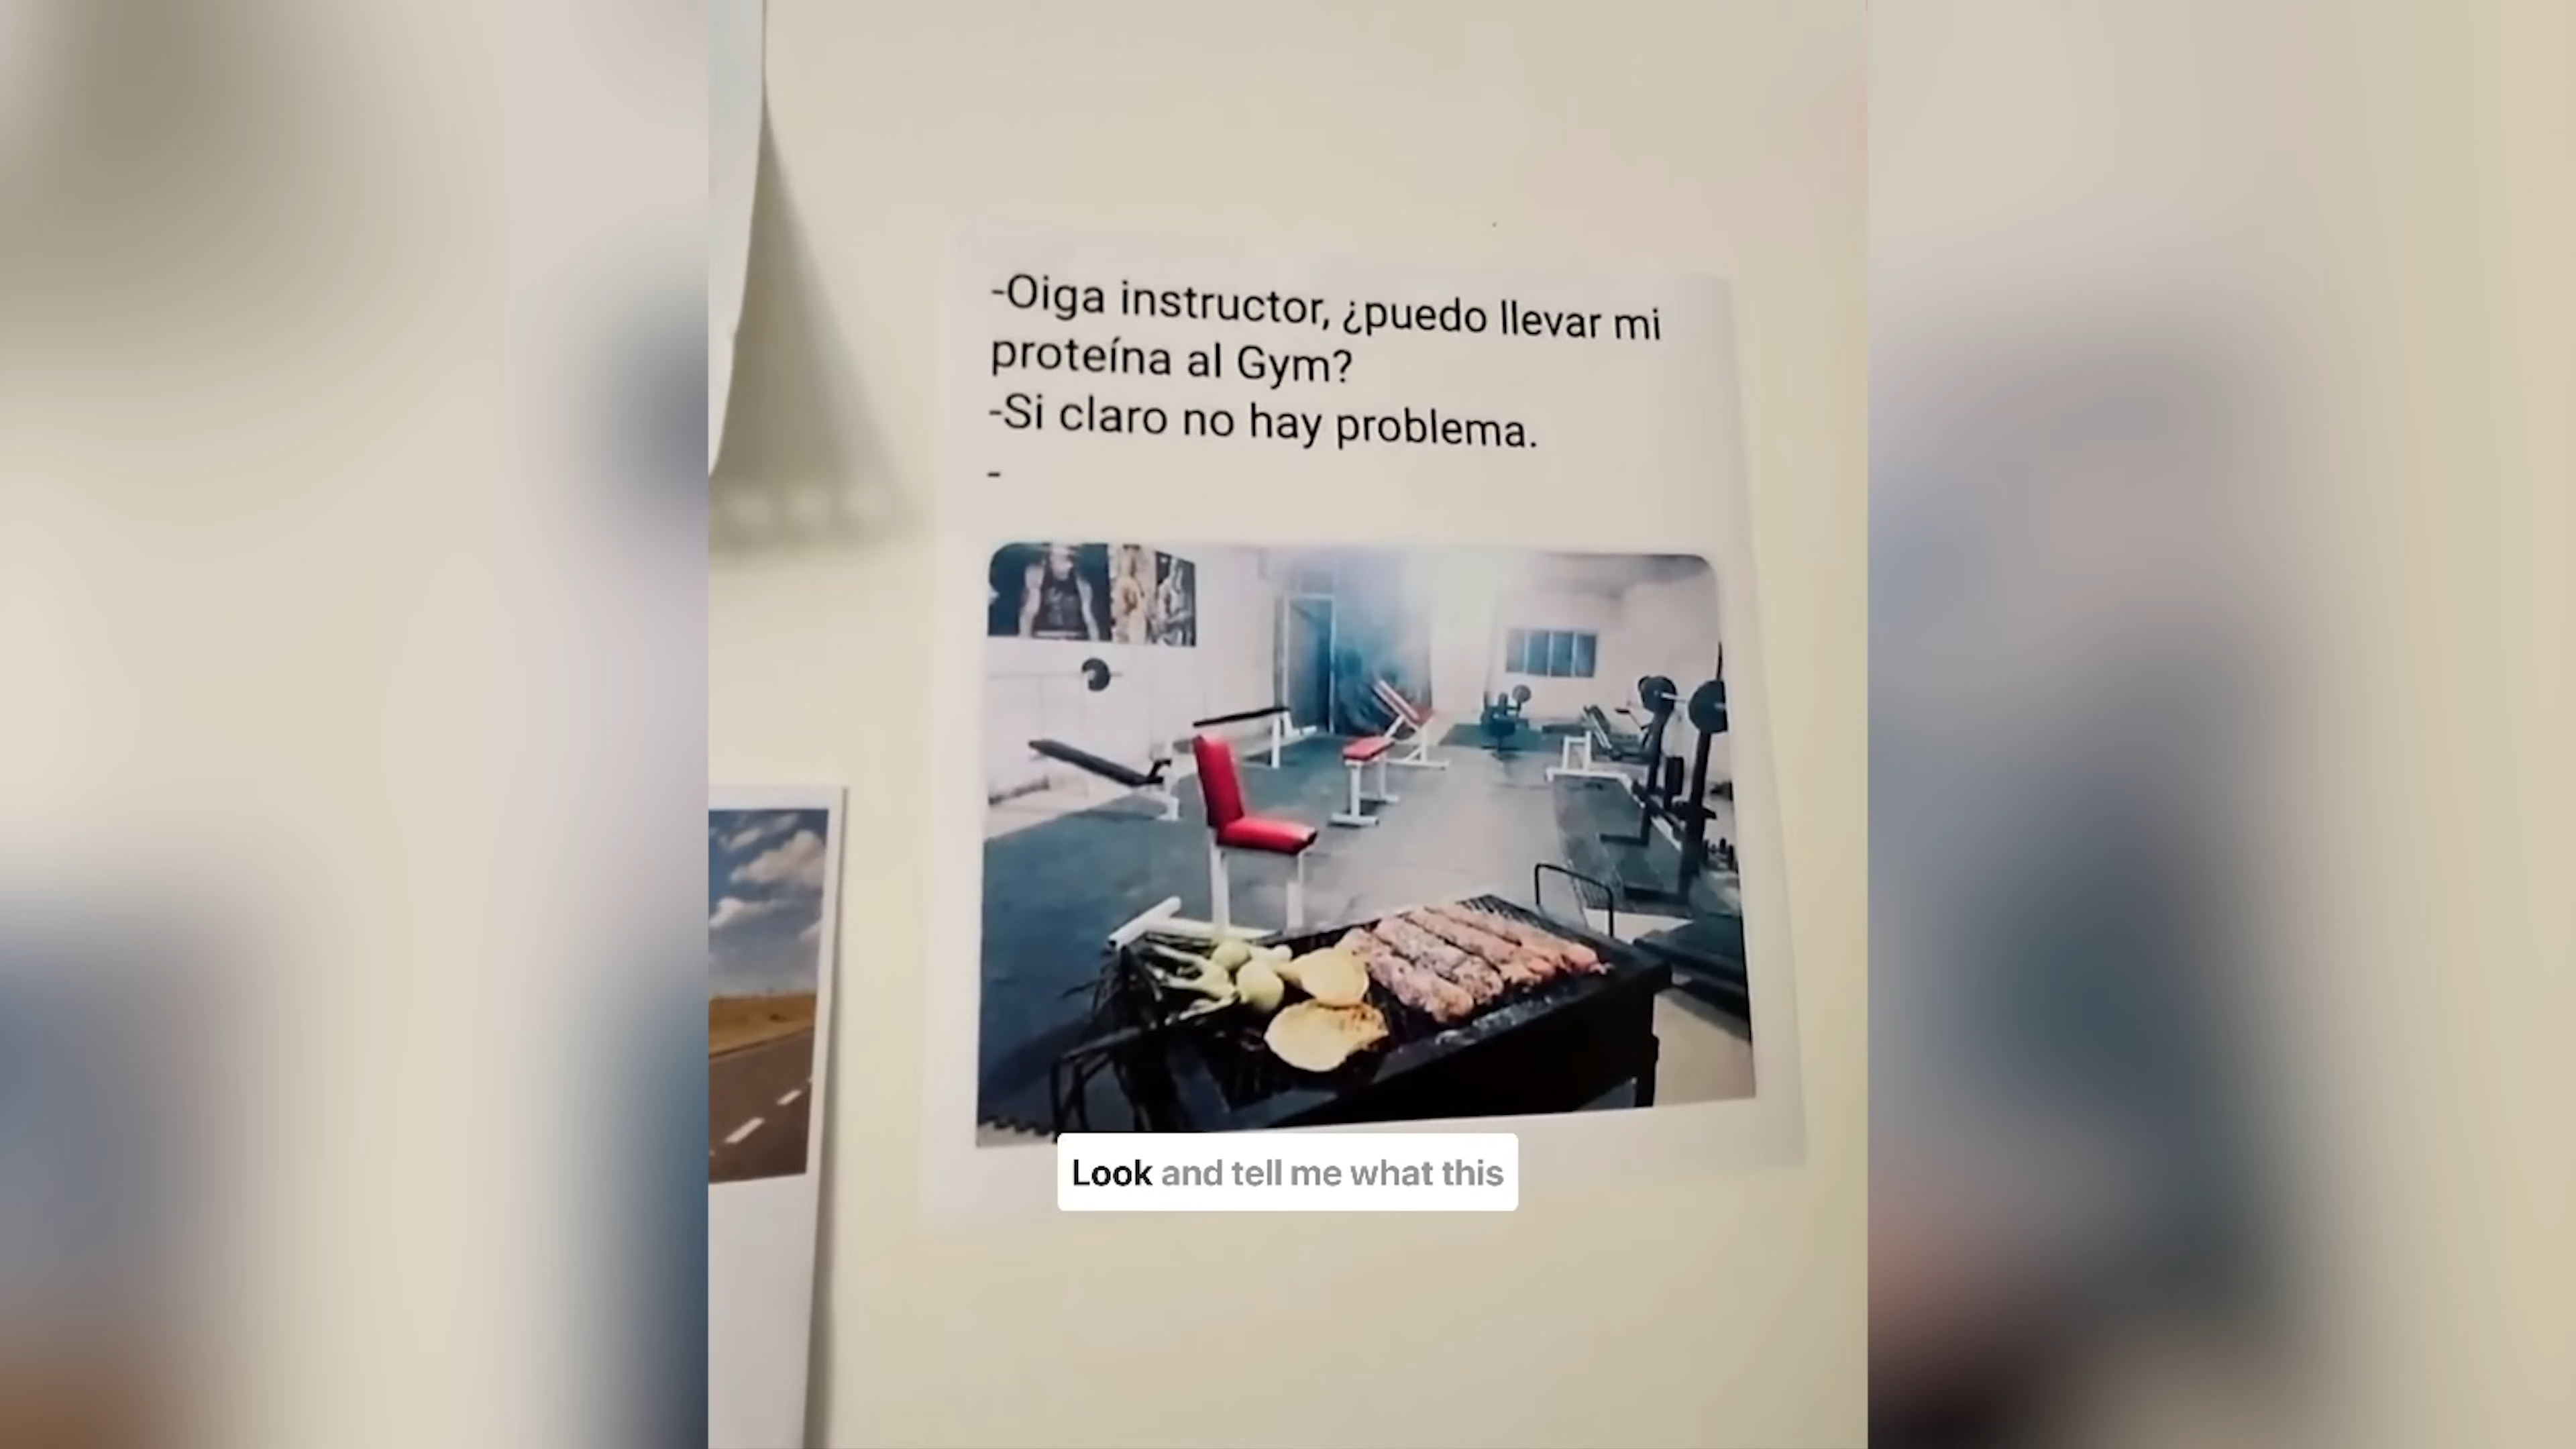 -Oiga instructor, ¿puedo llevar mi
proteína al Gym?
-Si claro no hay problema.
-
Look and tell me what this